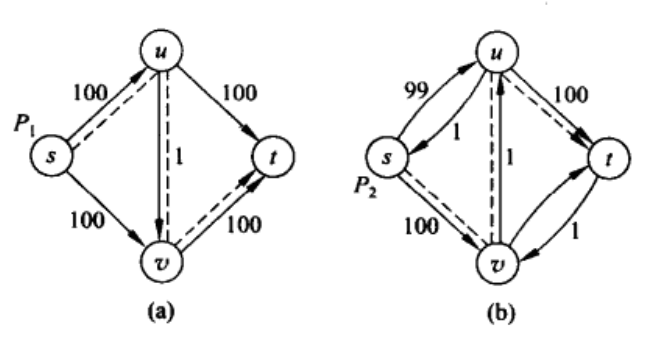 u u
100 100 99 1 100
P₁ s 1 t s P₂ 1 t
100 100 100 1
v v
(a) (b)